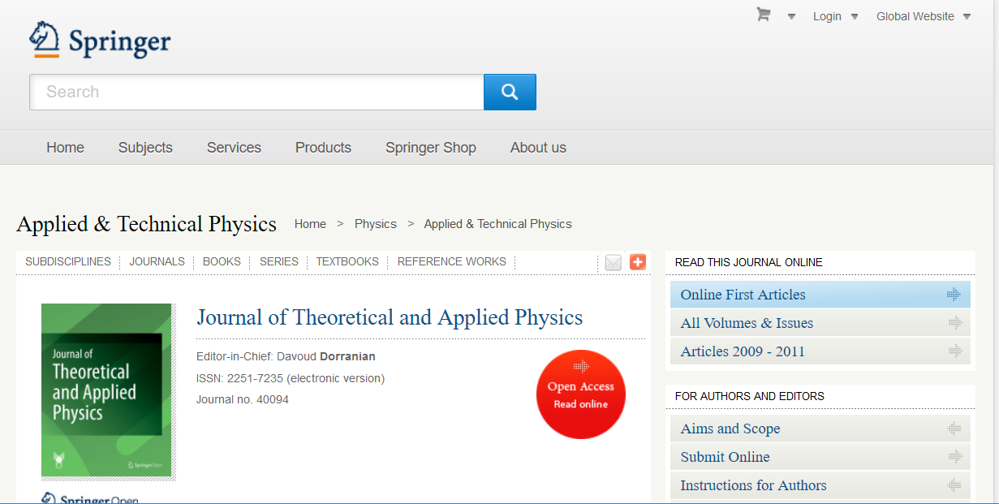 Login
Global Website
Springer
Search
Home
Subjects
Services
Products
Springer Shop
About us
Applied & Technical Physics
Home > Physics > Applied & Technical Physics
SUBDISCIPLINES
JOURNALS
BOOKS
SERIES
TEXTBOOKS
REFERENCE WORKS
Journal of
Theoretical
and Applied
Physics
Springer Open
Springer Open
Journal of Theoretical and Applied Physics
Editor-in-Chief: Davoud Dorranian
ISSN: 2251-7235 (electronic version)
Journal no. 40094
Open Access
Read online
READ THIS JOURNAL ONLINE
Online First Articles
All Volumes & Issues
Articles 2009 - 2011
FOR AUTHORS AND EDITORS
Aims and Scope
Submit Online
Instructions for Authors